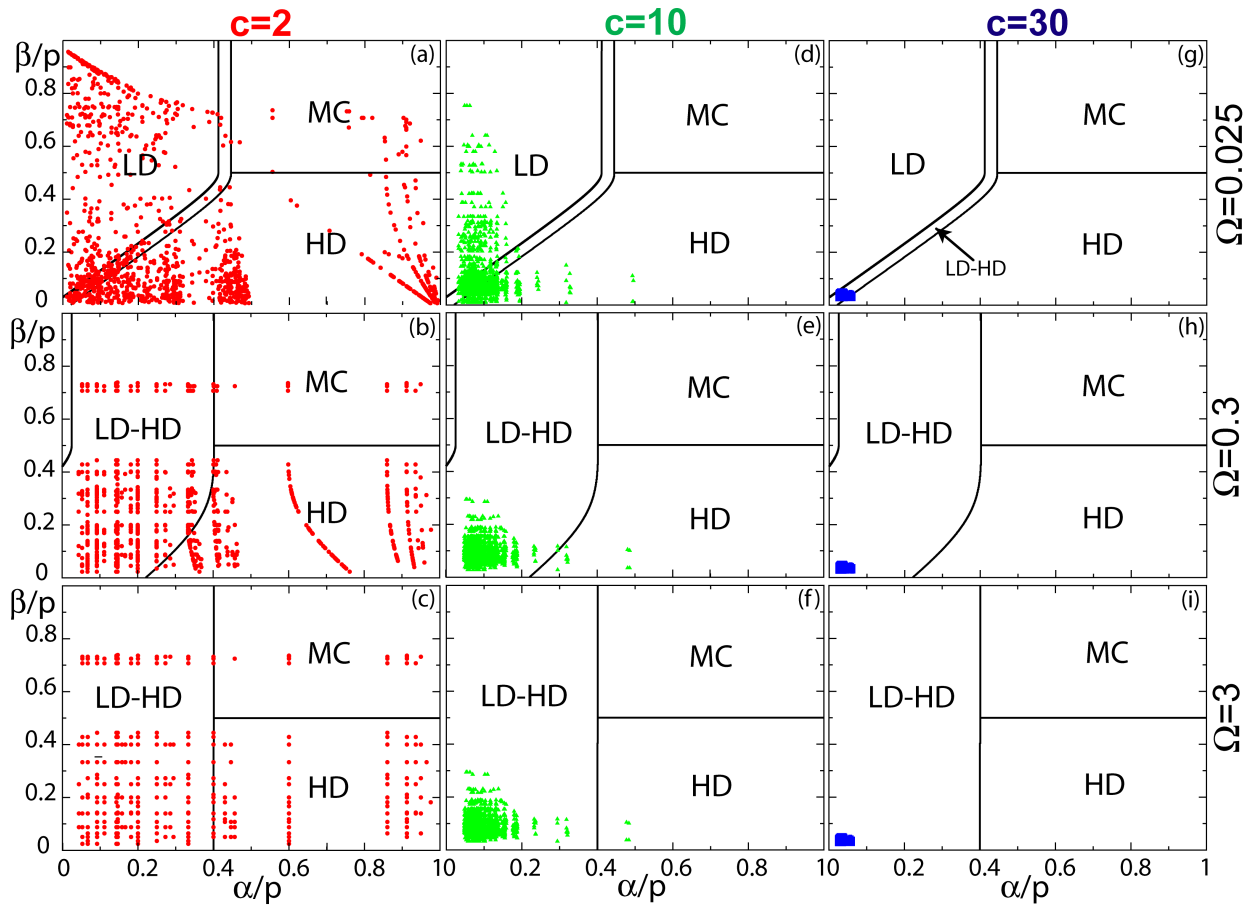 c=2 c=10 c=30
β/p (a) (d) (g)
0.8
0.6
0.4
0.2
0
LD MC
HD
LD MC
HD
LD MC
HD
LD-HD
Ω=0.025
β/p (b) (e) (h)
0.8
0.6
0.4
0.2
0
LD-HD MC
HD
LD-HD MC
HD
LD-HD MC
HD
Ω=0.3
β/p (c) (f) (i)
0.8
0.6
0.4
0.2
0
LD-HD MC
HD
LD-HD MC
HD
LD-HD MC
HD
Ω=3
0 0.2 0.4 0.6 0.8 1 0 0.2 0.4 0.6 0.8 1 0 0.2 0.4 0.6 0.8 1
α/p α/p α/p